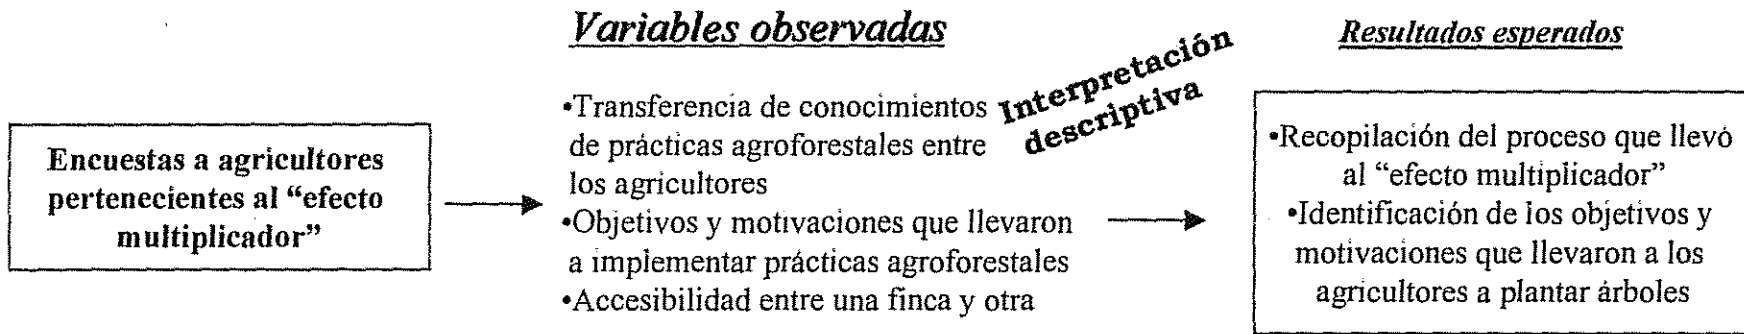 Variables observadas
Resultados esperados
Encuestas a agricultores
pertenecientes al “efecto
multiplicador”
•Transferencia de conocimientos
de prácticas agroforestales entre
los agricultores
•Objetivos y motivaciones que llevaron
a implementar prácticas agroforestales
•Accesibilidad entre una finca y otra
Interpretación
descriptiva
•Recopilación del proceso que llevó
al “efecto multiplicador”
•Identificación de los objetivos y
motivaciones que llevaron a los
agricultores a plantar árboles